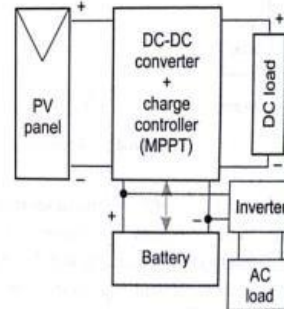 +
+
DC-DC
converter
+
charge
controller
(MPPT)
PV
panel
DC load
–
–
+
–
Inverter
Battery
AC
load